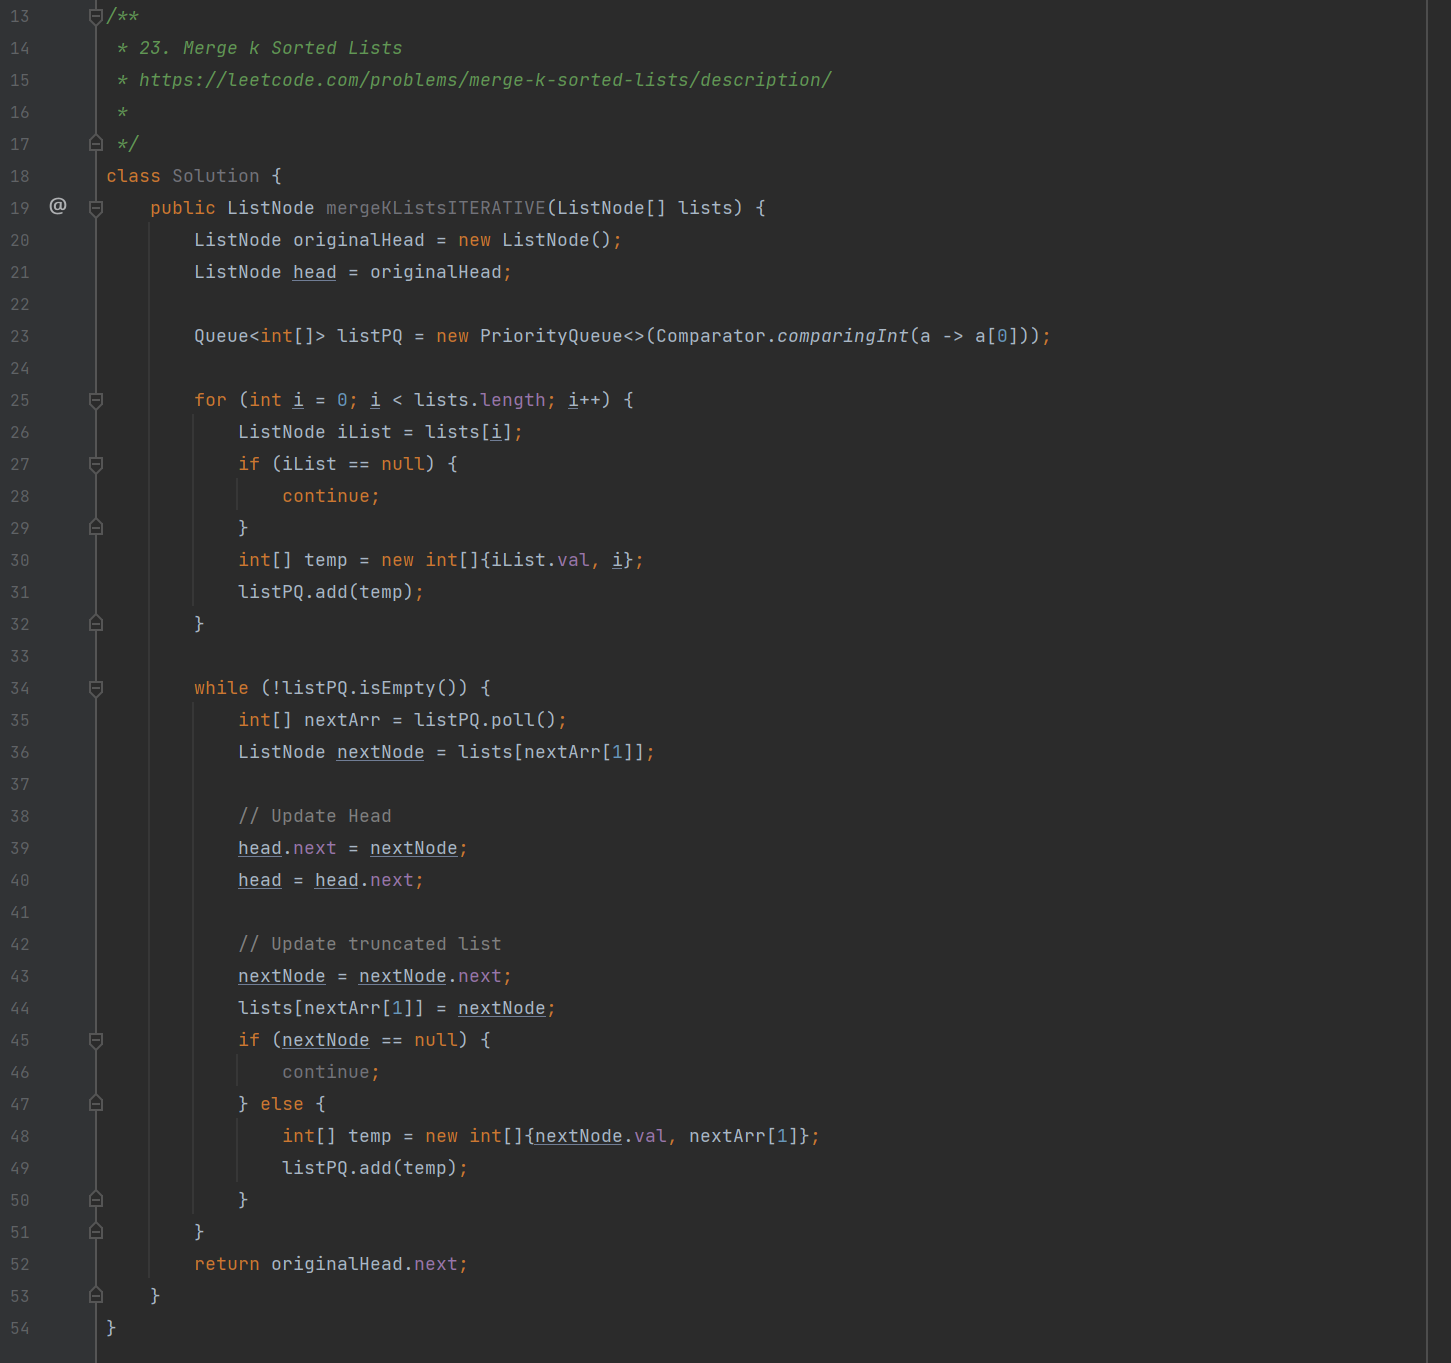 13 /**
14  * 23. Merge k Sorted Lists
15  * https://leetcode.com/problems/merge-k-sorted-lists/description/
16  *
17  */
18 class Solution {
19 @     public ListNode mergeKListsITERATIVE(ListNode[] lists) {
20         ListNode originalHead = new ListNode();
21         ListNode head = originalHead;
22
23         Queue<int[]> listPQ = new PriorityQueue<>(Comparator.comparingInt(a -> a[0]));
24
25         for (int i = 0; i < lists.length; i++) {
26             ListNode iList = lists[i];
27             if (iList == null) {
28                 continue;
29             }
30             int[] temp = new int[]{iList.val, i};
31             listPQ.add(temp);
32         }
33
34         while (!listPQ.isEmpty()) {
35             int[] nextArr = listPQ.poll();
36             ListNode nextNode = lists[nextArr[1]];
37
38             // Update Head
39             head.next = nextNode;
40             head = head.next;
41
42             // Update truncated list
43             nextNode = nextNode.next;
44             lists[nextArr[1]] = nextNode;
45             if (nextNode == null) {
46                 continue;
47             } else {
48                 int[] temp = new int[]{nextNode.val, nextArr[1]};
49                 listPQ.add(temp);
50             }
51         }
52         return originalHead.next;
53     }
54 }